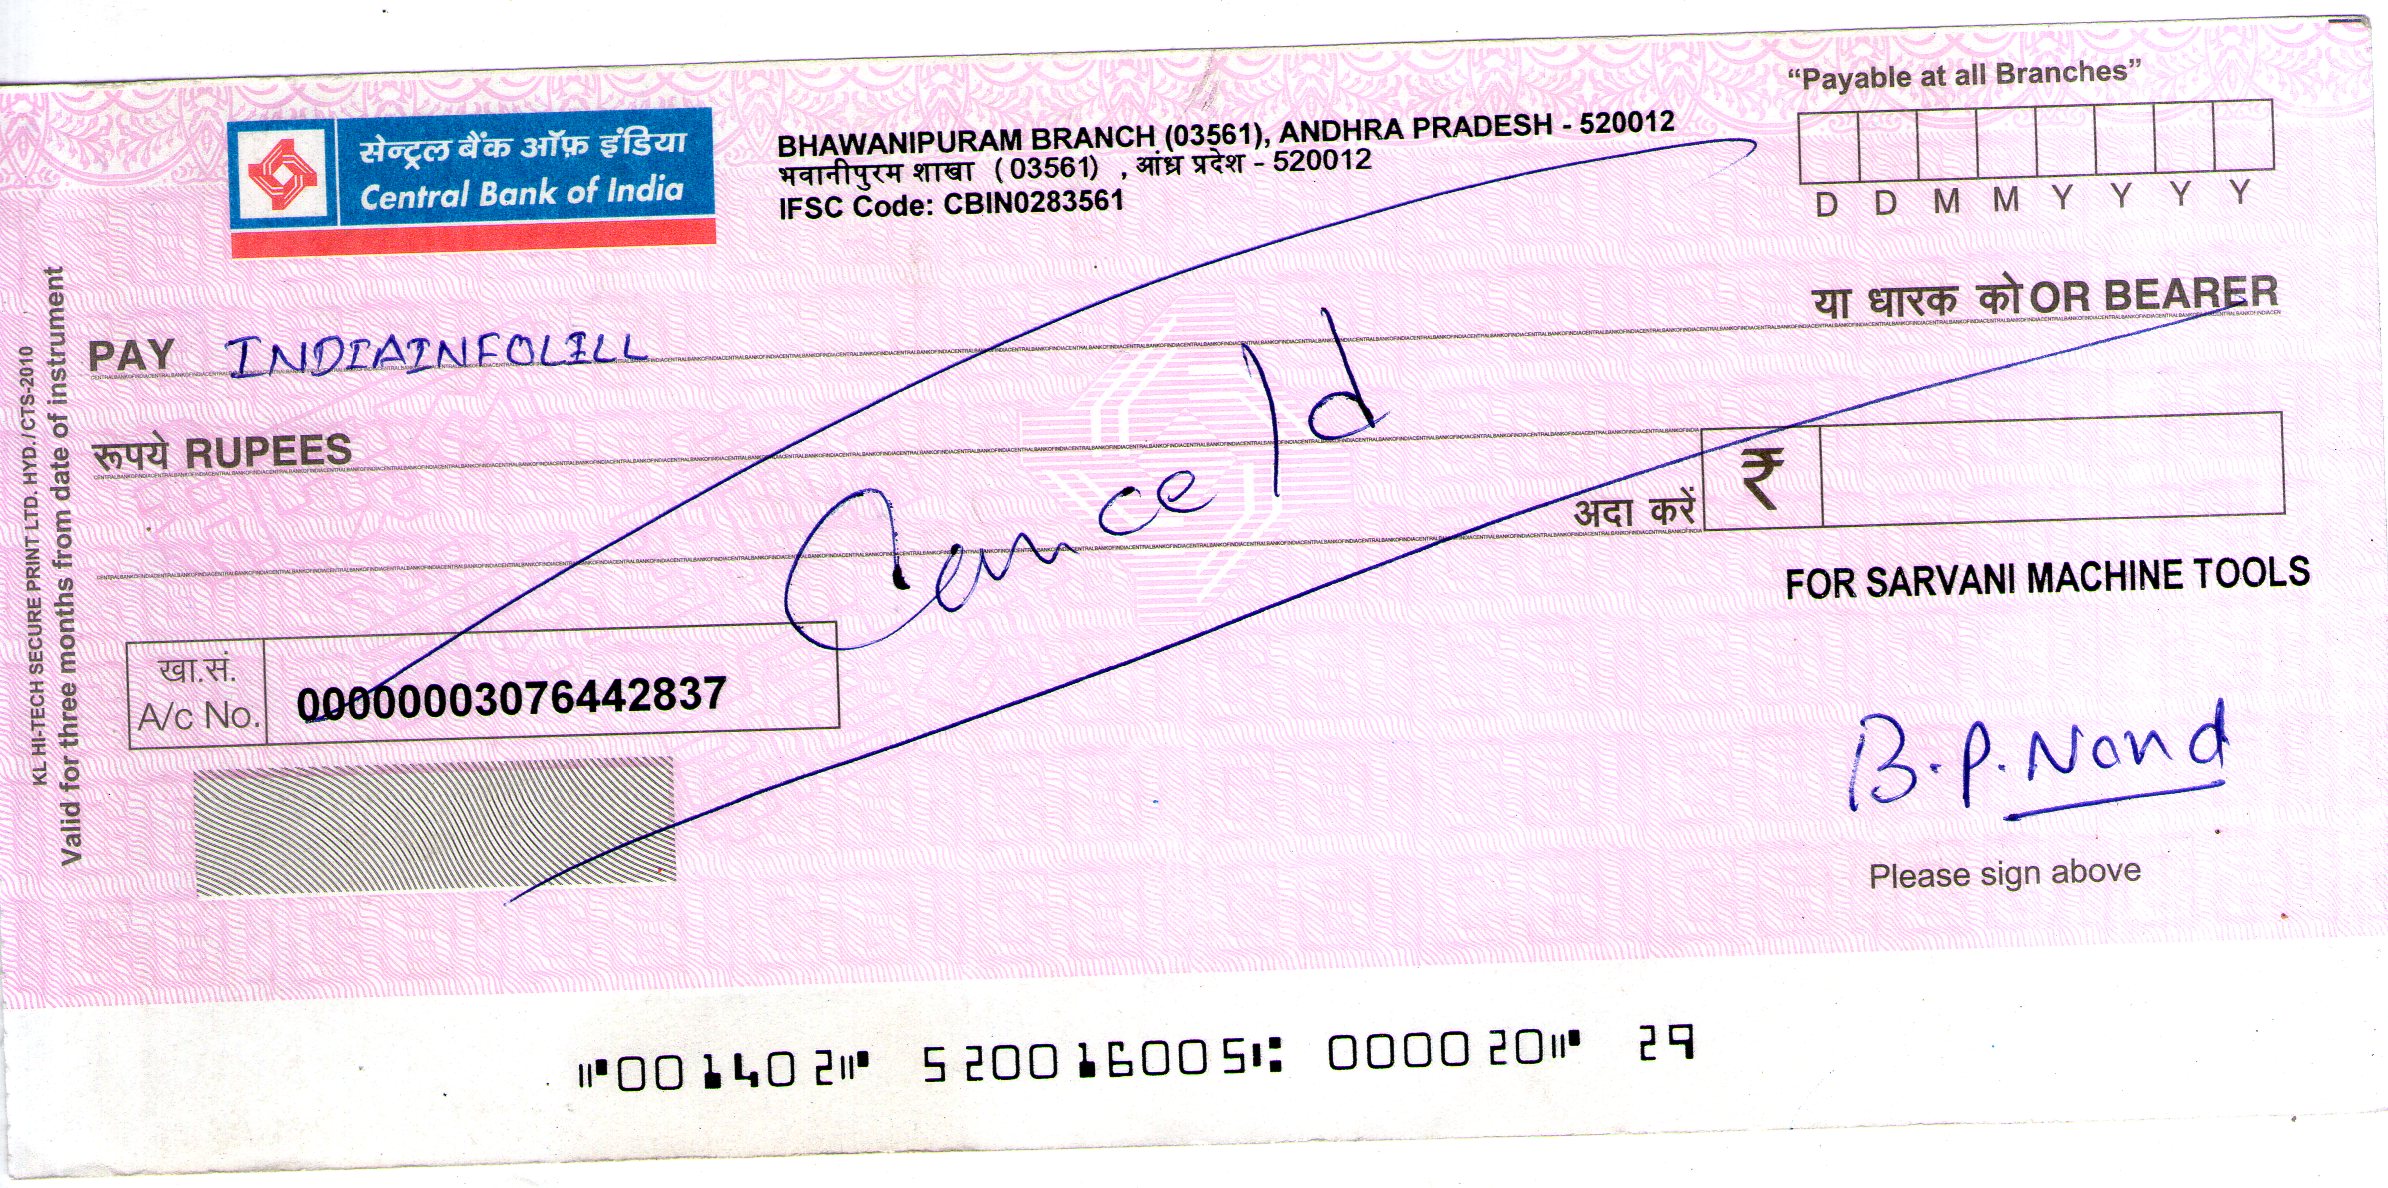 "Payable at all Branches"
सेन्ट्रल बैंक ऑफ़ इंडिया
Central Bank of India
BHAWANIPURAM BRANCH (03561), ANDHRA PRADESH - 520012
भवानीपुरम शाखा ( 03561) , आंध्र प्रदेश - 520012
IFSC Code: CBIN0283561
D D M M Y Y Y Y
PAY INDIAINFOLILL या धारक को OR BEARER
रूपये RUPEES
Canceld
अदा करें ₹
FOR SARVANI MACHINE TOOLS
खा.सं.
A/c No. 00000003076442837
B.P.Nand
Please sign above
KL HI-TECH SECURE PRINT LTD. HYD./CTS-2010
Valid for three months from date of instrument
⑈001402⑈ 520016005⑆ 000020⑈ 29